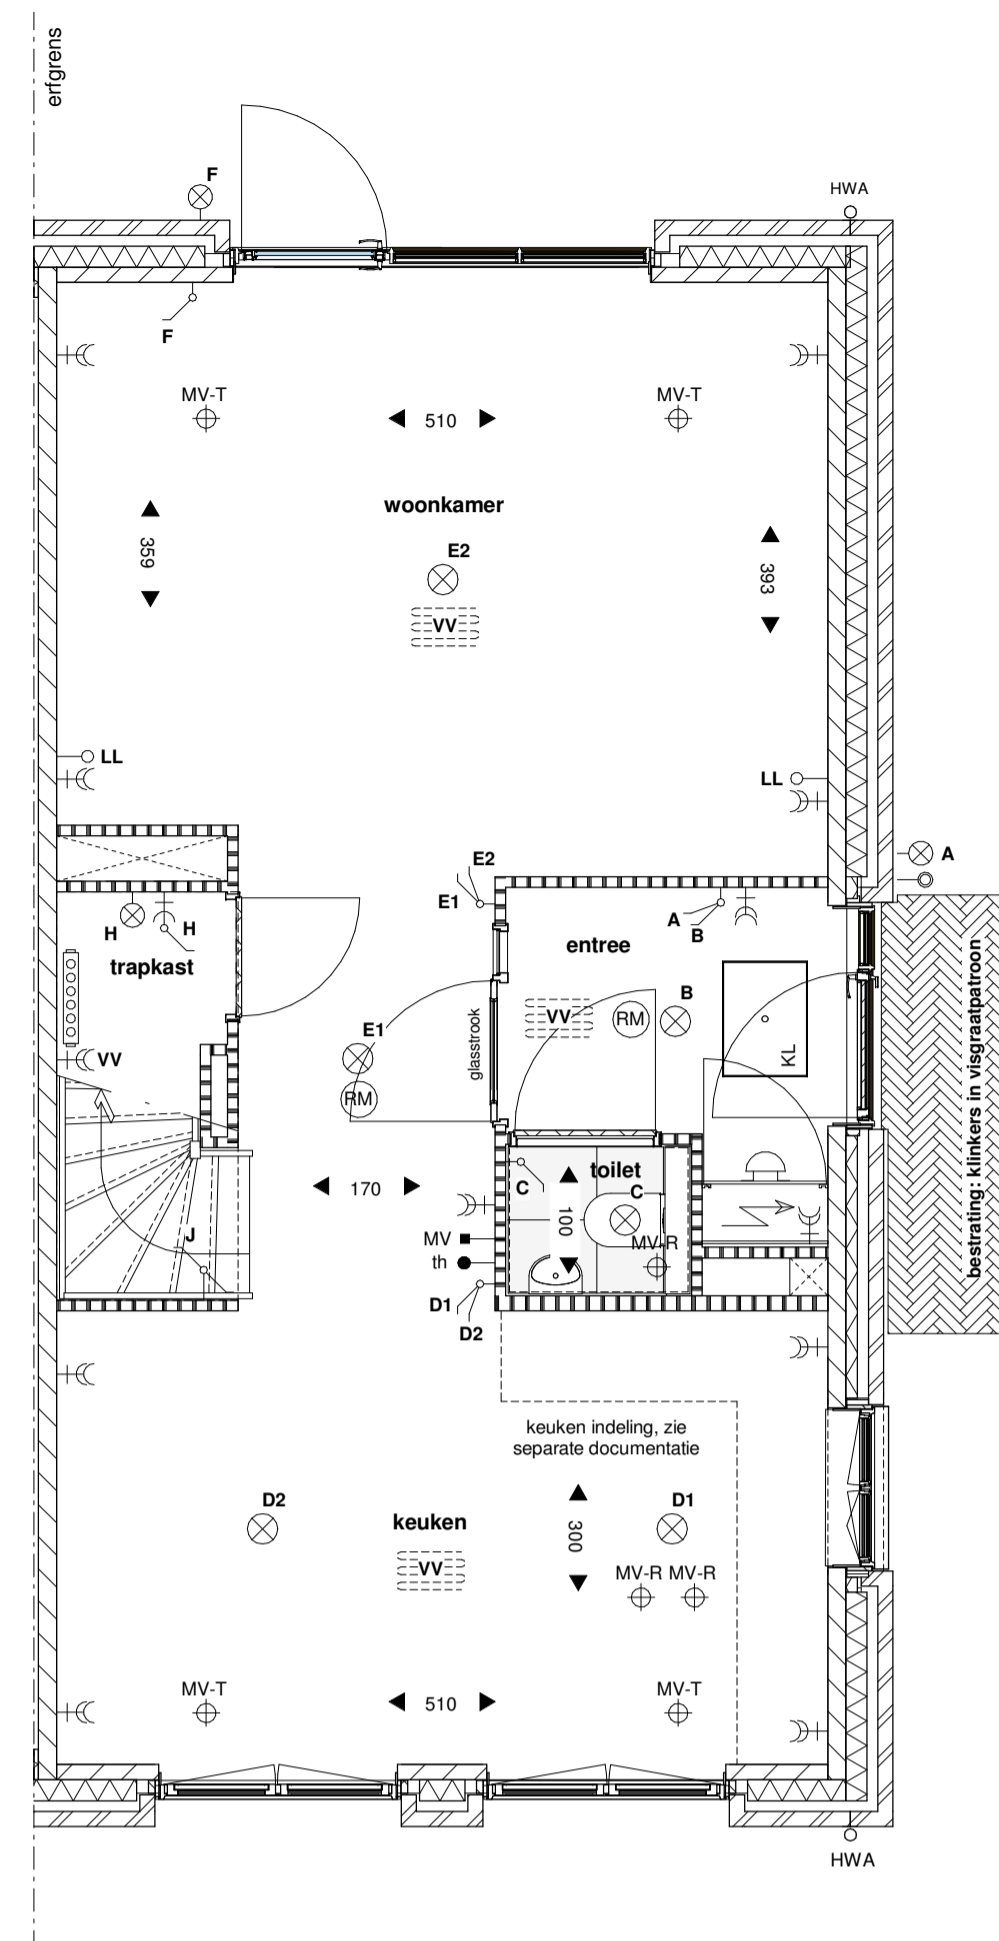 erfgrens
F
HWA
F
MV-T
MV-T
510
woonkamer
359
393
E2
VV
LL
LL
A
E2
E1
A
B
H
H
trapkast
entree
bestrating: klinkers in visgraatpatroon
VV
RM
B
E1
glasstrook
KL
VV
RM
toilet
C
C
170
100
J
MV
MV-R
th
D1
D2
keuken indeling, zie
separate documentatie
D2
keuken
300
D1
VV
MV-R MV-R
MV-T
MV-T
510
HWA